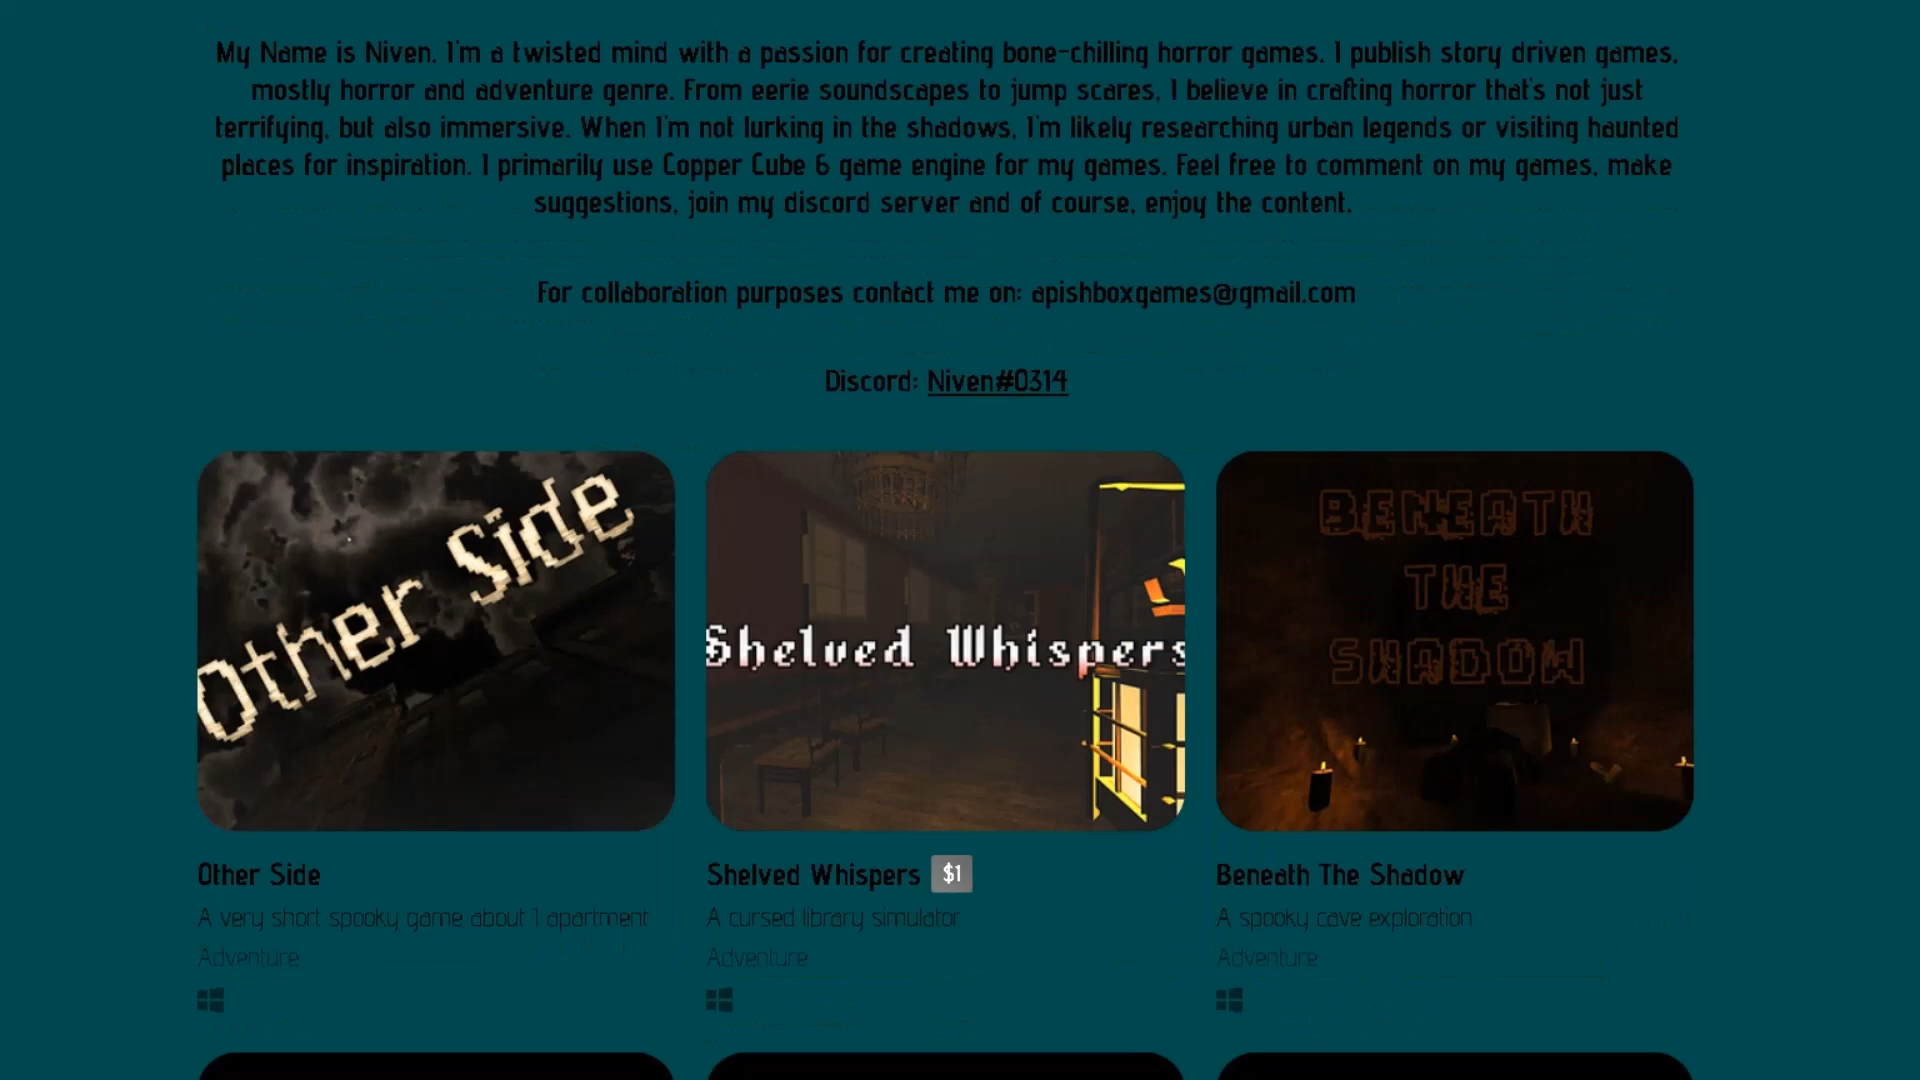 My Name is Niven. I'm a twisted mind with a passion for creating bone-chilling horror games. I publish story driven games,
mostly horror and adventure genre. From eerie soundscapes to jump scares, I believe in crafting horror that's not just
terrifying, but also immersive. When I'm not lurking in the shadows, I'm likely researching urban legends or visiting haunted
places for inspiration. I primarily use Copper Cube 6 game engine for my games. Feel free to comment on my games, make
suggestions, join my discord server and of course, enjoy the content.
For collaboration purposes contact me on: apishboxgames@gmail.com
Discord: Niven#0314
Other Side
Shelved Whispers
BENEATH
THE
SHADOW
Other Side
A very short spooky game about 1 apartment
Adventure
Shelved Whispers $1
A cursed library simulator
Adventure
Beneath The Shadow
A spooky cave exploration
Adventure